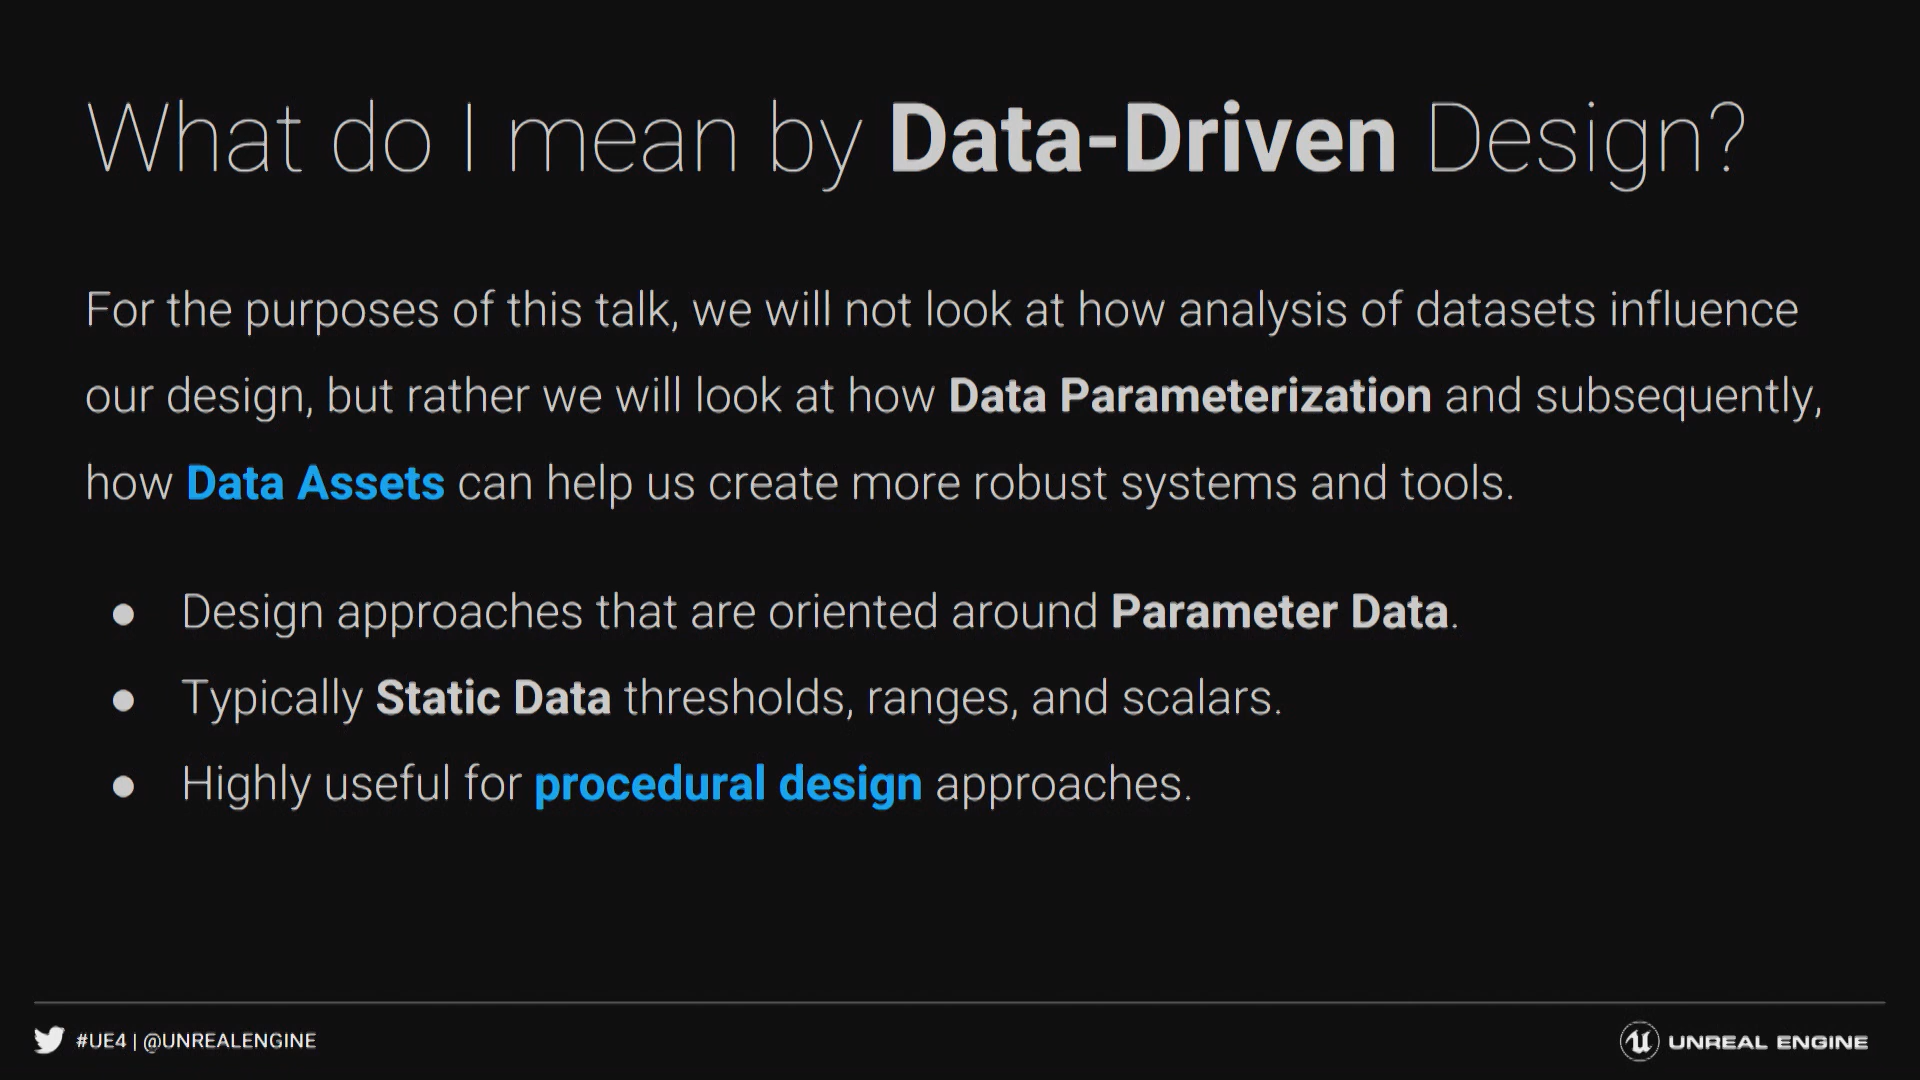 What do I mean by Data-Driven Design?
For the purposes of this talk, we will not look at how analysis of datasets influence
our design, but rather we will look at how Data Parameterization and subsequently,
how Data Assets can help us create more robust systems and tools.
● Design approaches that are oriented around Parameter Data.
● Typically Static Data thresholds, ranges, and scalars.
● Highly useful for procedural design approaches.
#UE4 | @UNREALENGINE
UNREAL ENGINE